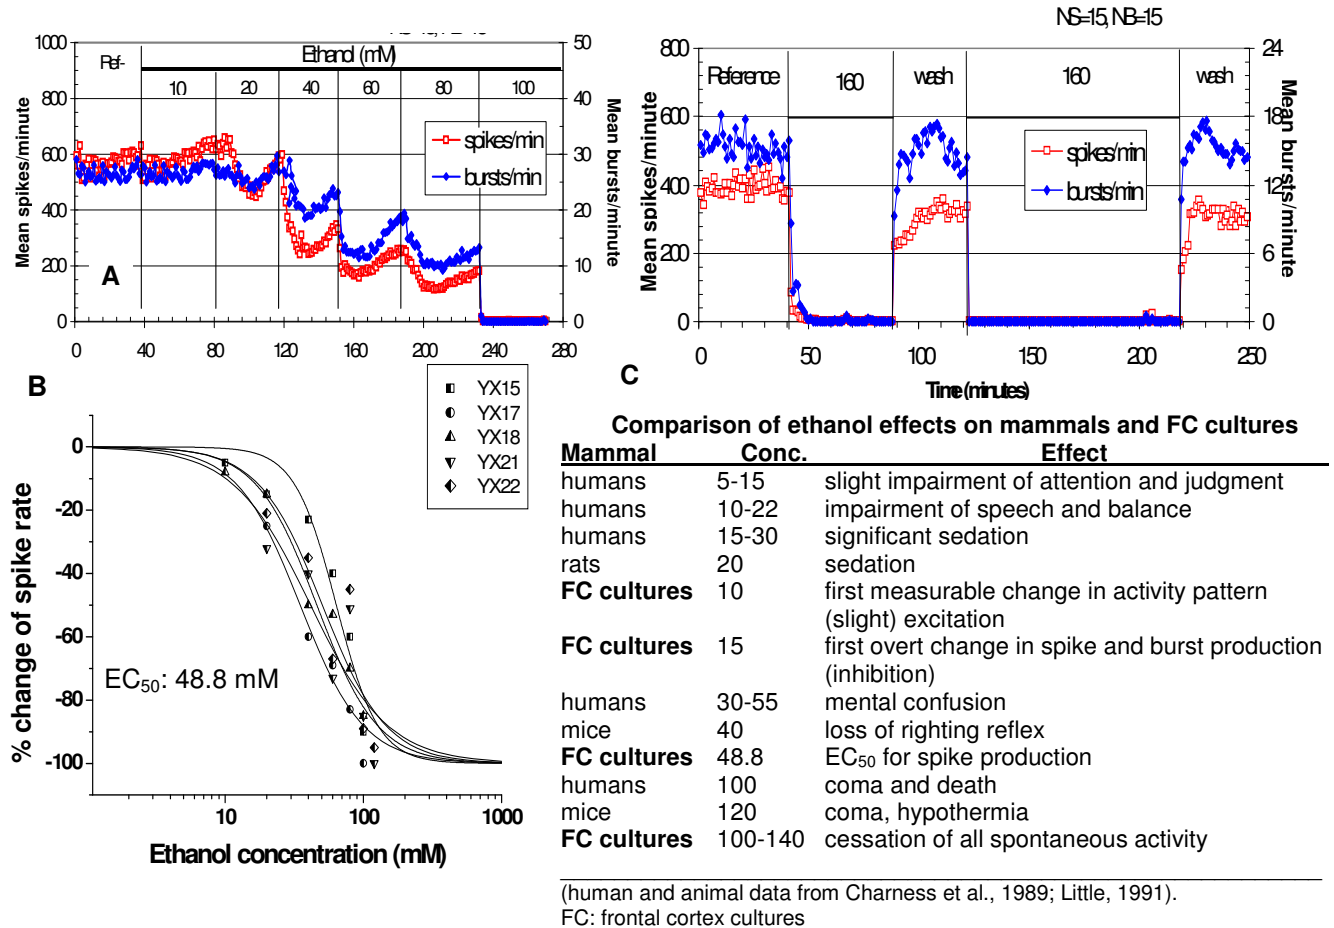 NS=15, NB=15
1000
800
600
400
200
0
Mean spikes/minute
Ref-
Ethanol (mM)
10
20
40
60
80
100
spikes/min
bursts/min
A
50
40
30
20
10
0
Mean bursts/minute
0
40
80
120
160
200
240
280
800
600
400
200
0
Mean spikes/minute
Reference
160
wash
160
wash
spikes/min
bursts/min
24
20
18
12
6
0
Mean bursts/minute
0
50
100
150
200
250
Time (minutes)
B
YX15
YX17
YX18
YX21
YX22
0
-20
-40
-60
-80
-100
% change of spike rate
EC50: 48.8 mM
10
100
1000
Ethanol concentration (mM)
C
Comparison of ethanol effects on mammals and FC cultures
Mammal Conc. Effect
humans 5-15 slight impairment of attention and judgment
humans 10-22 impairment of speech and balance
humans 15-30 significant sedation
rats 20 sedation
FC cultures 10 first measurable change in activity pattern
(slight) excitation
FC cultures 15 first overt change in spike and burst production
(inhibition)
humans 30-55 mental confusion
mice 40 loss of righting reflex
FC cultures 48.8 EC50 for spike production
humans 100 coma and death
mice 120 coma, hypothermia
FC cultures 100-140 cessation of all spontaneous activity
(human and animal data from Charness et al., 1989; Little, 1991).
FC: frontal cortex cultures